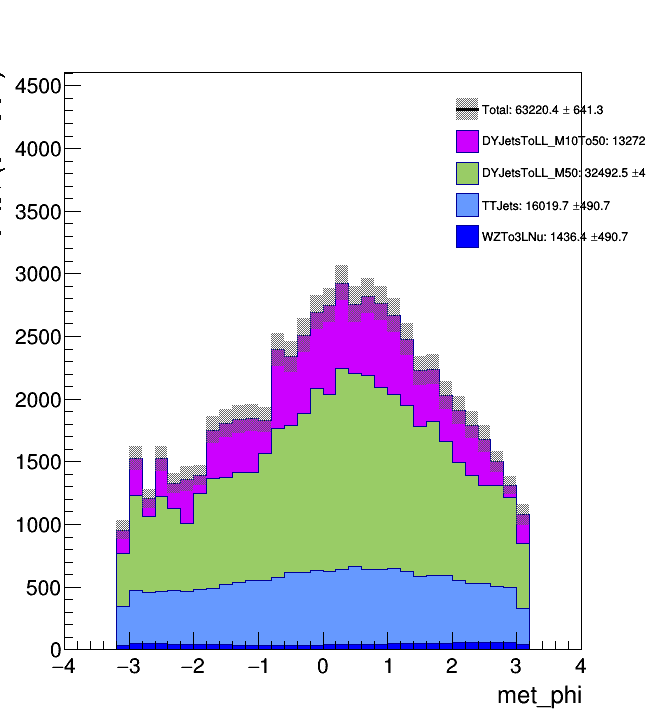 4500
4000
3500
3000
2500
2000
1500
1000
500
0
Total: 63220.4 ± 641.3
DYJetsToLL_M10To50: 13272
DYJetsToLL_M50: 32492.5 ±4
TTJets: 16019.7 ±490.7
WZTo3LNu: 1436.4 ±490.7
−4 −3 −2 −1 0 1 2 3 4
met_phi